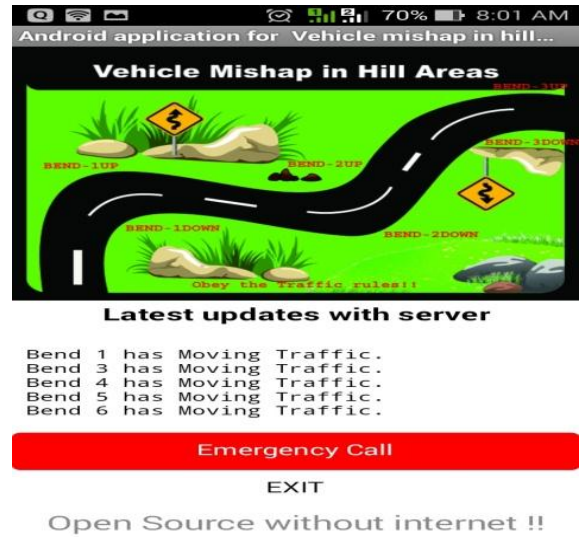 70% 8:01 AM
Android application for Vehicle mishap in hill...
Vehicle Mishap in Hill Areas
BEND-3UP
BEND-3DOWN
BEND-1UP
BEND-2UP
BEND-1DOWN
BEND-2DOWN
Obey the Traffic rules!!
Latest updates with server
Bend 1 has Moving Traffic.
Bend 3 has Moving Traffic.
Bend 4 has Moving Traffic.
Bend 5 has Moving Traffic.
Bend 6 has Moving Traffic.
Emergency Call
EXIT
Open Source without internet !!